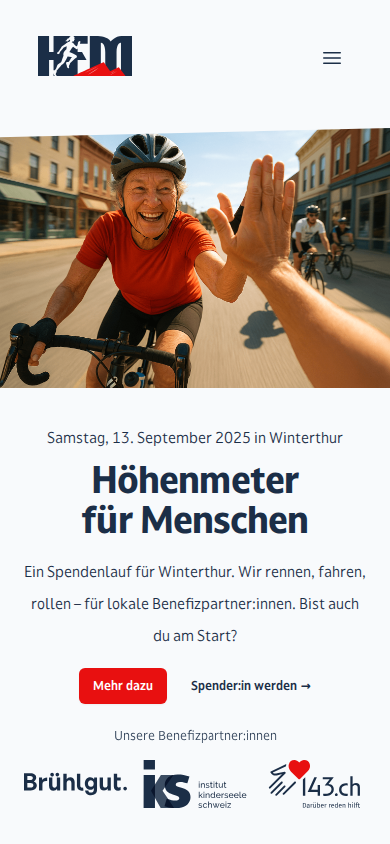 HFM
Samstag, 13. September 2025 in Winterthur
Höhenmeter
für Menschen
Ein Spendenlauf für Winterthur. Wir rennen, fahren,
rollen – für lokale Benefizpartner:innen. Bist auch
du am Start?
Mehr dazu
Spender:in werden →
Unsere Benefizpartner:innen
Brühlgut.
iks institut
kinderseele
schweiz
143.ch
Darüber reden hilft